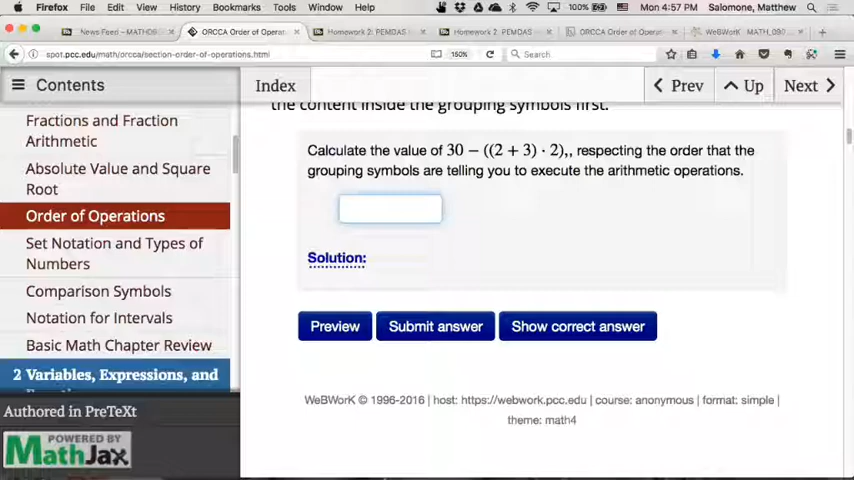 Firefox File Edit View History Bookmarks Tools Window Help 100% Mon 4:57 PM Salomone, Matthew
News Feed – MATHDS
ORCCA Order of Operat
Homework 2: PEMDAS
Homework 2: PEMDAS
ORCCA Order of Operat
WeBWorK : MATH_090
spot.pcc.edu/math/orcca/section-order-of-operations.html 150% Search
Contents Index Prev Up Next
the content inside the grouping symbols first.
Fractions and Fraction
Arithmetic
Absolute Value and Square
Root
Order of Operations
Set Notation and Types of
Numbers
Comparison Symbols
Notation for Intervals
Basic Math Chapter Review
2 Variables, Expressions, and
Authored in PreTeXt
POWERED BY
MathJax
Calculate the value of 30 − ((2 + 3) · 2),, respecting the order that the
grouping symbols are telling you to execute the arithmetic operations.
Solution:
Preview Submit answer Show correct answer
WeBWorK © 1996-2016 | host: https://webwork.pcc.edu | course: anonymous | format: simple |
theme: math4